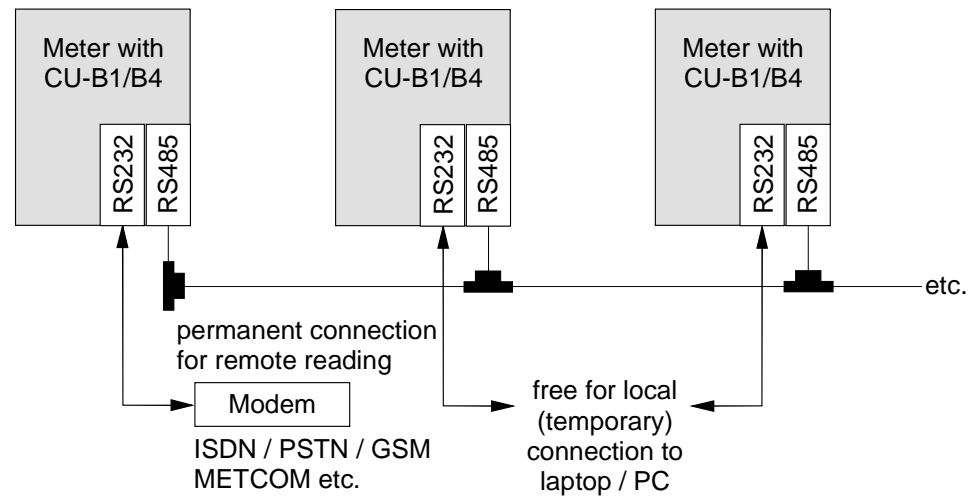 Meter with
CU-B1/B4
RS232
RS485
Meter with
CU-B1/B4
RS232
RS485
Meter with
CU-B1/B4
RS232
RS485
etc.
permanent connection
for remote reading
Modem
ISDN / PSTN / GSM
METCOM etc.
free for local
(temporary)
connection to
laptop / PC